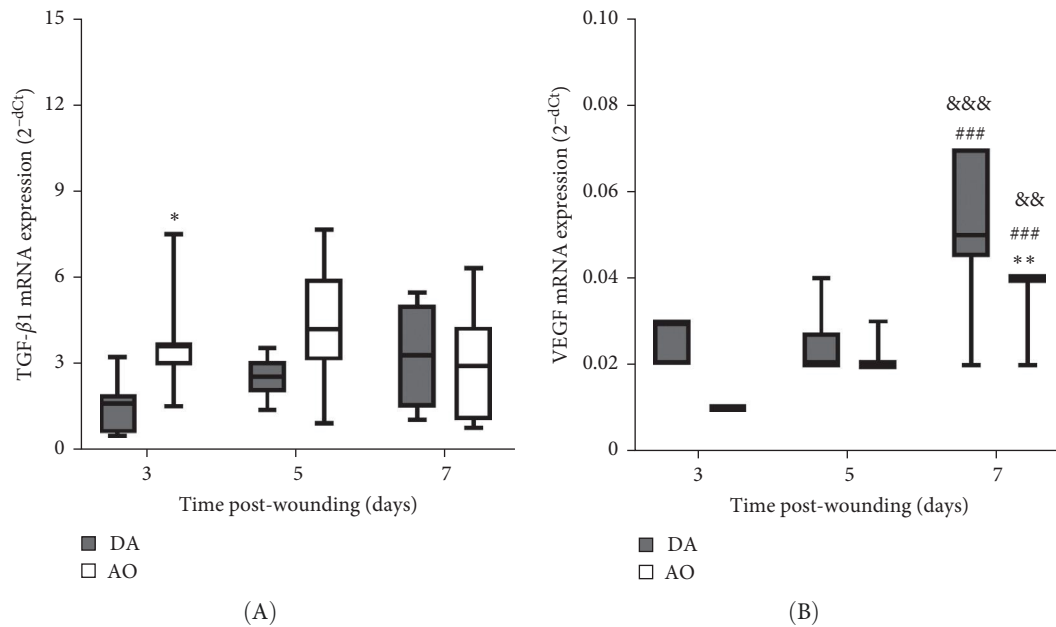 15
12
9
6
3
0
TGF-β1 mRNA expression (2⁻ᵈᶜᵗ)
*
3
5
7
Time post-wounding (days)
DA
AO
(A)
0.10
0.08
0.06
0.04
0.02
0
VEGF mRNA expression (2⁻ᵈᶜᵗ)
&&&
###
&&
###
**
3
5
7
Time post-wounding (days)
DA
AO
(B)